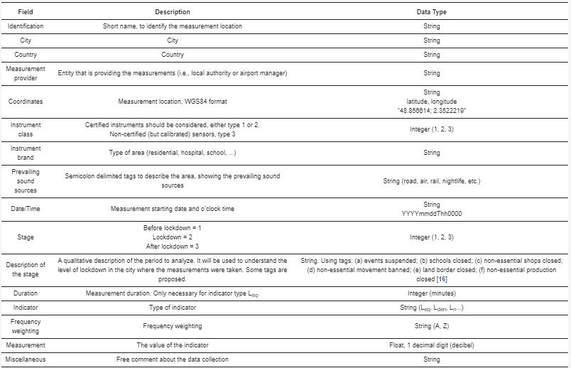 Field Description Data Type
Identification Short name, to identify the measurement location String
City City String
Country Country String
Measurement
provider Entity that is providing the measurements (i.e., local authority or airport manager) String
Coordinates Measurement location, WGS84 format String
latitude, longitude
"48.856614; 2.3522219"
Instrument
class Certified instruments should be considered, either type 1 or 2.
Non-certified (but calibrated) sensors, type 3 Integer (1, 2, 3)
Instrument
brand Type of area (residential, hospital, school, ...) String
Prevailing
sound
sources Semicolon delimited tags to describe the area, showing the prevailing sound
sources String (road, air, rail, nightlife, etc.)
Date/Time Measurement starting date and o'clock time String
YYYYmmddThh0000
Stage Before lockdown = 1
Lockdown = 2
After lockdown = 3 Integer (1, 2, 3)
Description of
the stage A qualitative description of the period to analyze. It will be used to understand the
level of lockdown in the city where the measurements were taken. Some tags are
proposed. String. Using tags: (a) events suspended; (b) schools closed; (c) non-essential shops closed;
(d) non-essential movement banned; (e) land border closed; (f) non-essential production
closed [16]
Duration Measurement duration. Only necessary for indicator type Leq. Integer (minutes)
Indicator Type of indicator String (Leq, Lden, Ln...)
Frequency
weighting Frequency weighting String (A, Z)
Measurement The value of the indicator Float, 1 decimal digit (decibel)
Miscellaneous Free comment about the data collection String